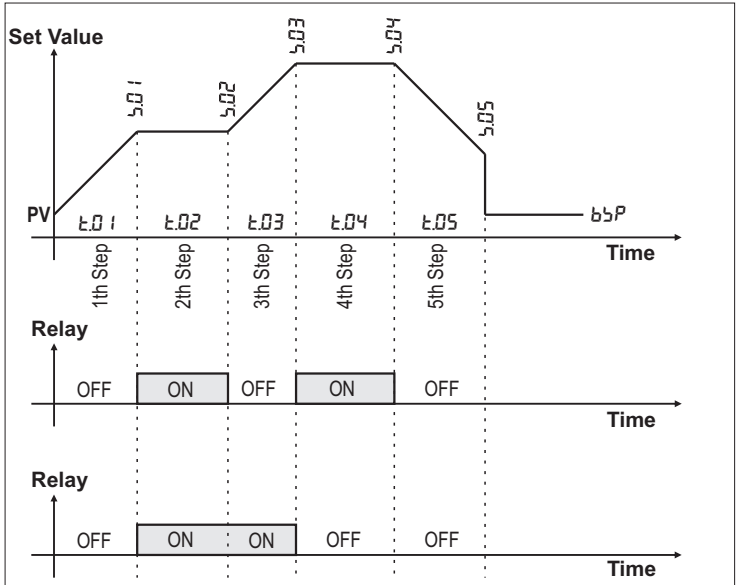 Set Value
S.01
S.02
S.03
S.04
S.05
PV
t.01 t.02 t.03 t.04 t.05 bSP
Time
1th Step 2th Step 3th Step 4th Step 5th Step
Relay
OFF ON OFF ON OFF
Time
Relay
OFF ON ON OFF OFF
Time